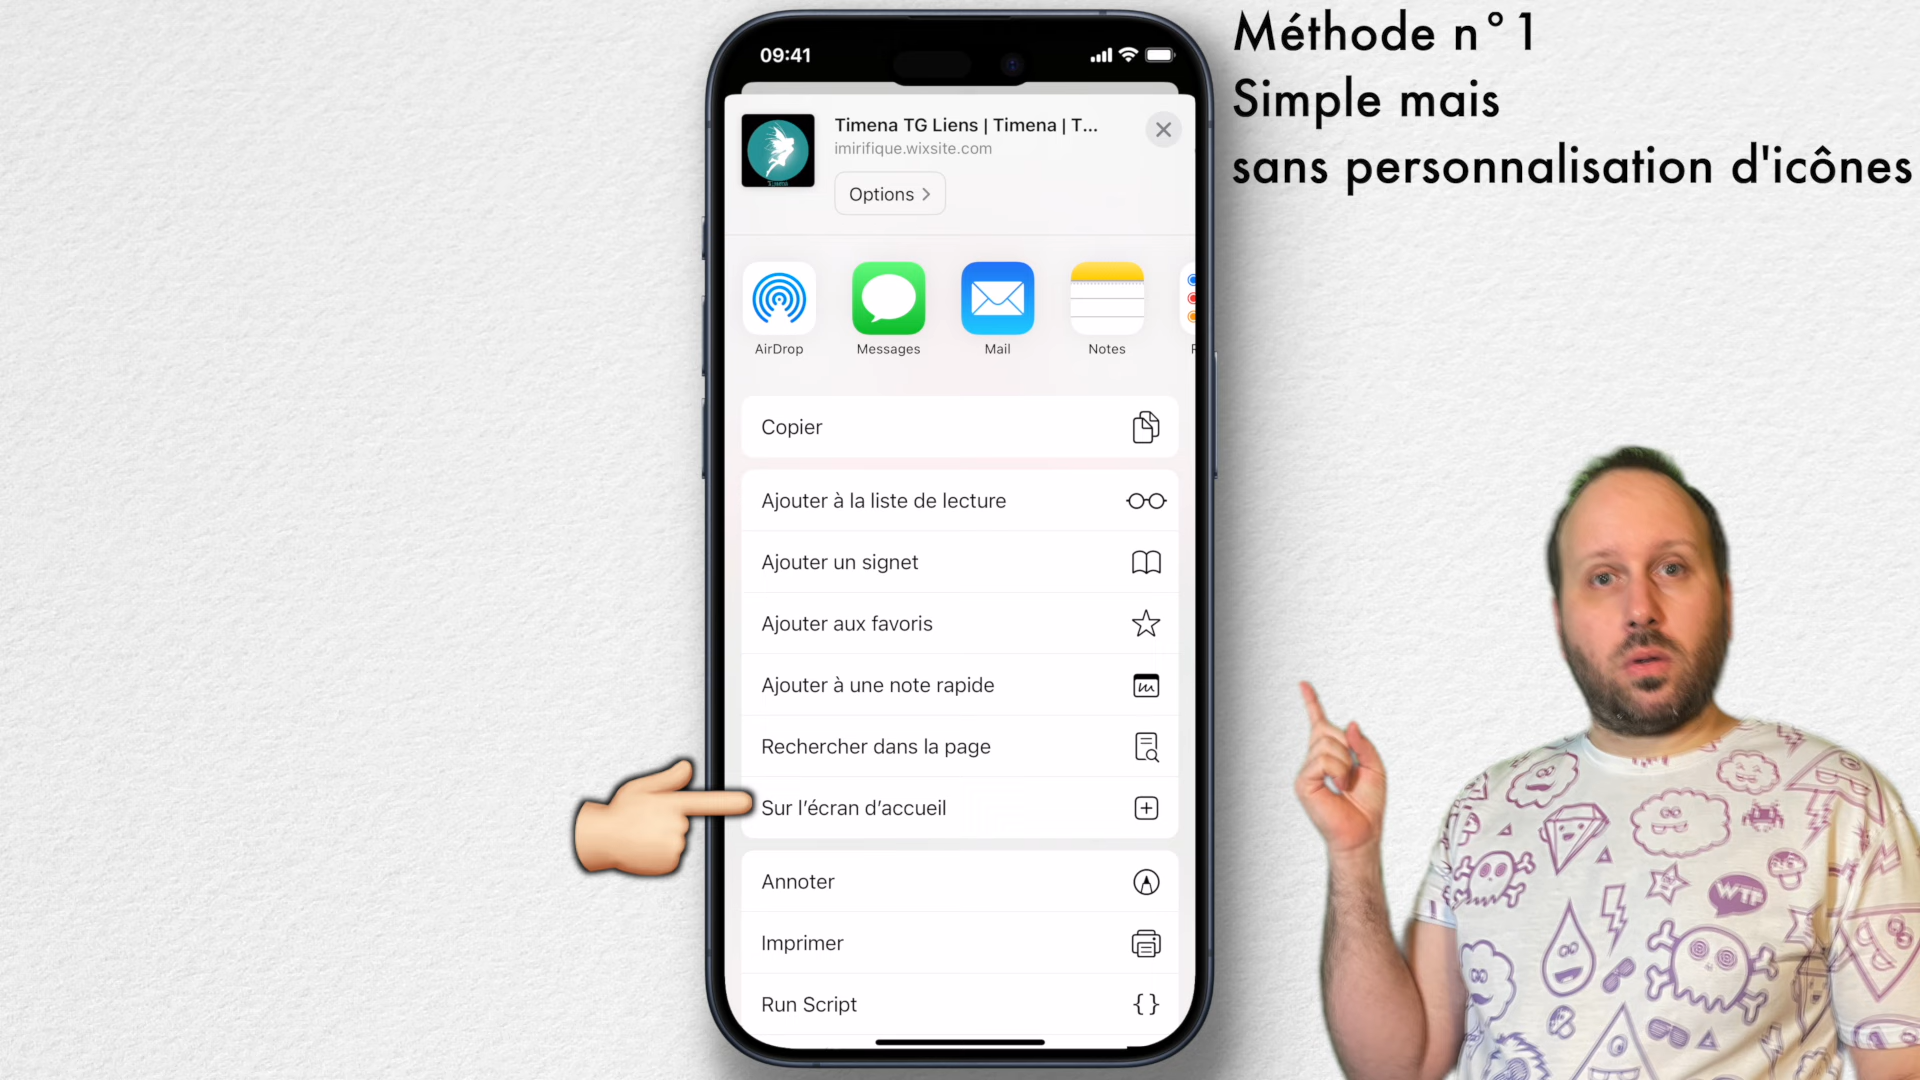 09:41
Timena TG Liens | Timena | T...
imirifique.wixsite.com
Options
AirDrop
Messages
Mail
Notes
Copier
Ajouter à la liste de lecture
Ajouter un signet
Ajouter aux favoris
Ajouter à une note rapide
Rechercher dans la page
Sur l’écran d’accueil
Annoter
Imprimer
Run Script
Méthode n°1
Simple mais
sans personnalisation d'icônes
WTF